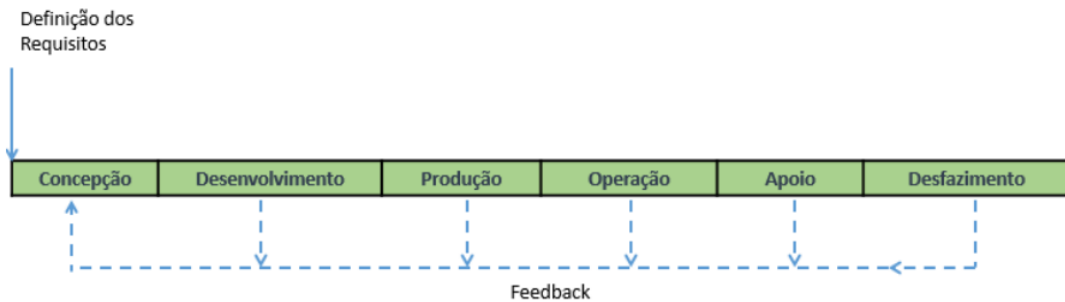 Definição dos
Requisitos
Concepção
Desenvolvimento
Produção
Operação
Apoio
Desfazimento
Feedback